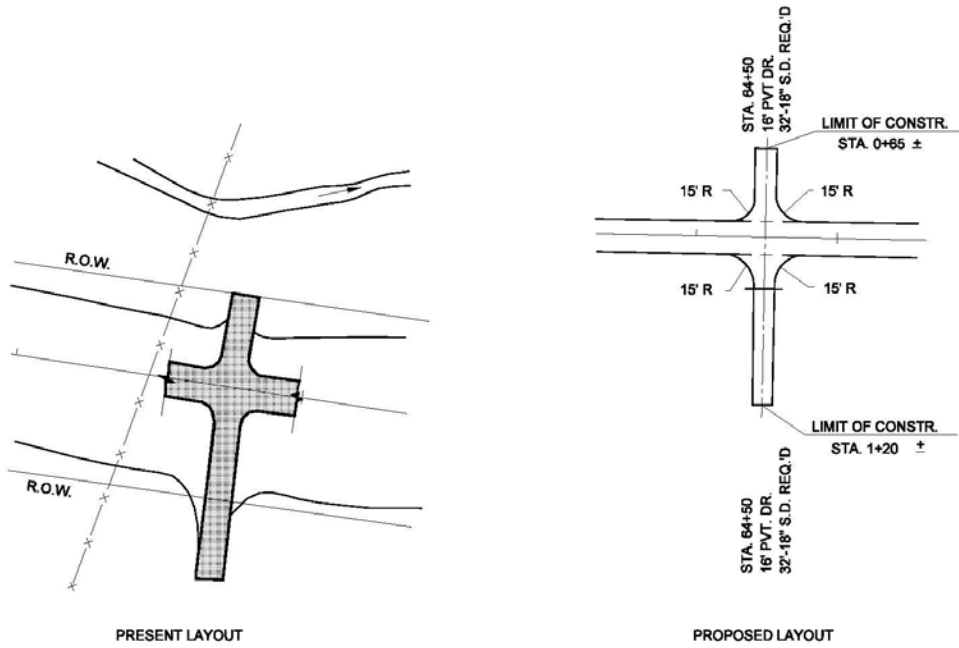 R.O.W.
R.O.W.
PRESENT LAYOUT
STA. 64+50
16' PVT DR.
32'-18" S.D. REQ.'D
LIMIT OF CONSTR.
STA. 0+65 ±
15' R
15' R
15' R
15' R
LIMIT OF CONSTR.
STA. 1+20 ±
STA. 64+50
16' PVT. DR.
32'-18" S.D. REQ.'D
PROPOSED LAYOUT